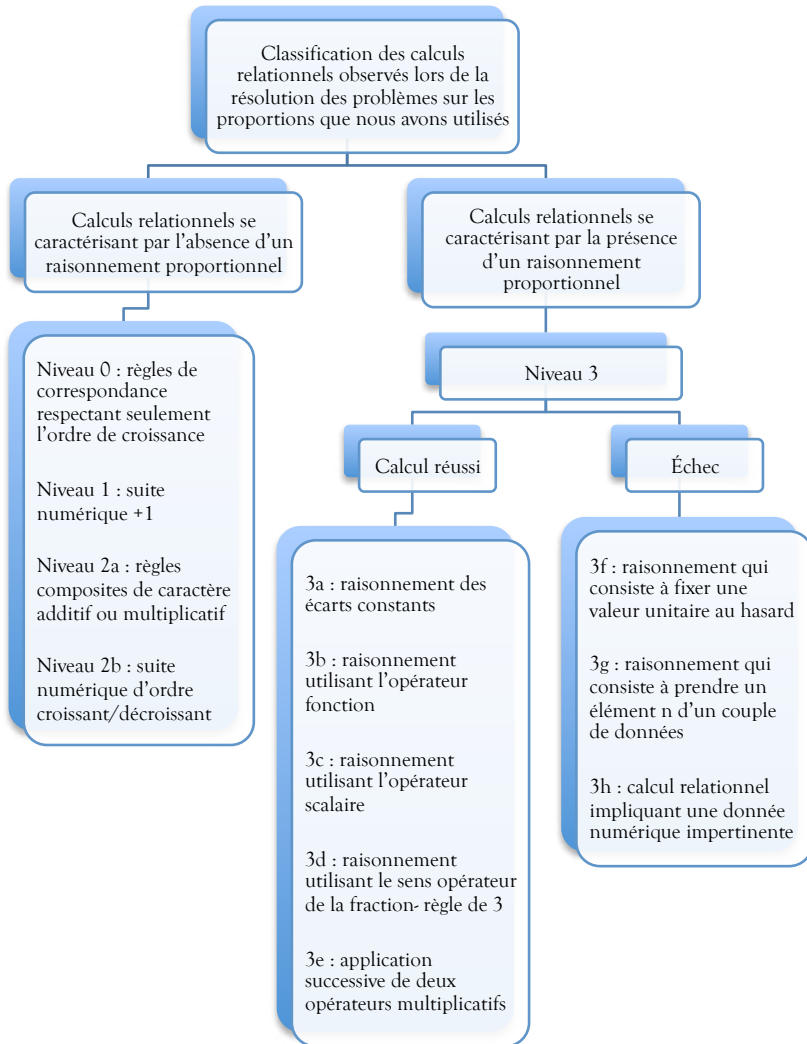 Classification des calculs
relationnels observés lors de la
résolution des problèmes sur les
proportions que nous avons utilisés
Calculs relationnels se
caractérisant par l'absence d'un
raisonnement proportionnel
Calculs relationnels se
caractérisant par la présence
d'un raisonnement
proportionnel
Niveau 0 : règles de
correspondance
respectant seulement
l'ordre de croissance
Niveau 1 : suite
numérique +1
Niveau 2a : règles
composites de caractère
additif ou multiplicatif
Niveau 2b : suite
numérique d'ordre
croissant/décroissant
Niveau 3
Calcul réussi
Échec
3a : raisonnement des
écarts constants
3b : raisonnement
utilisant l'opérateur
fonction
3c : raisonnement
utilisant l'opérateur
scalaire
3d : raisonnement
utilisant le sens opérateur
de la fraction- règle de 3
3e : application
successive de deux
opérateurs multiplicatifs
3f : raisonnement qui
consiste à fixer une
valeur unitaire au hasard
3g : raisonnement qui
consiste à prendre un
élément n d'un couple
de données
3h : calcul relationnel
impliquant une donnée
numérique impertinente